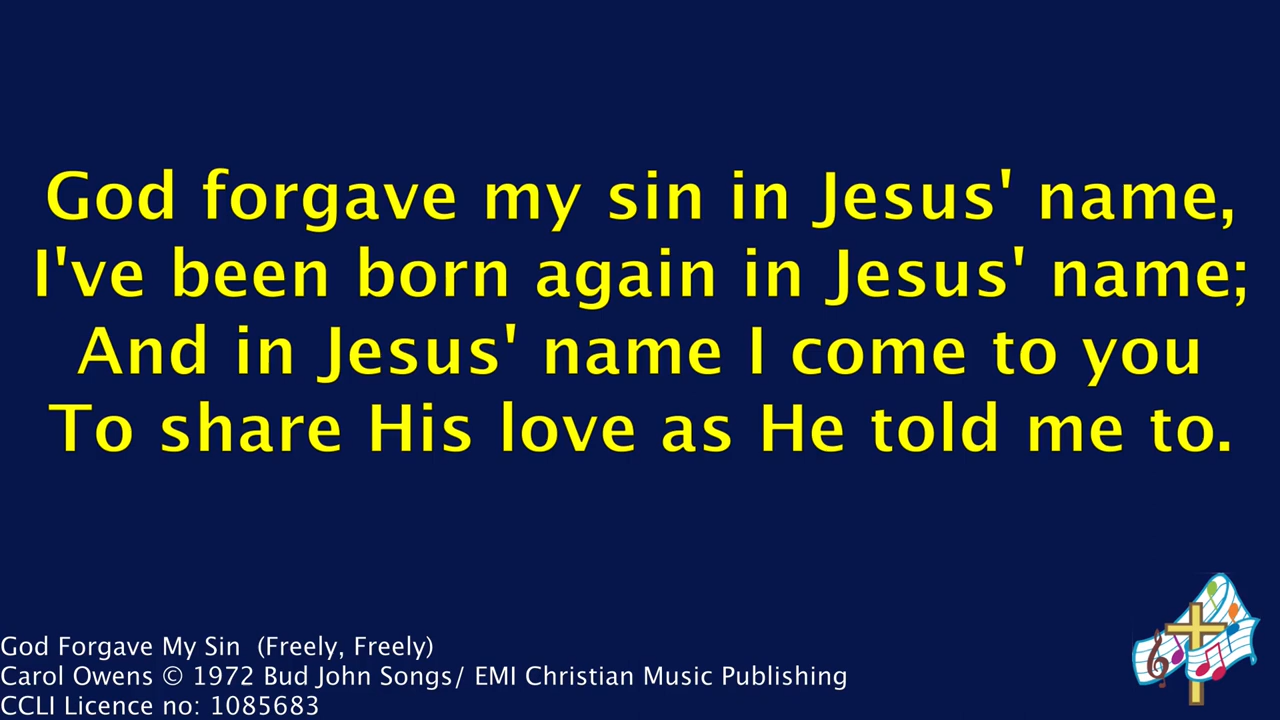 God forgave my sin in Jesus' name,
I've been born again in Jesus' name;
And in Jesus' name I come to you
To share His love as He told me to.
God Forgave My Sin  (Freely, Freely)
Carol Owens © 1972 Bud John Songs/ EMI Christian Music Publishing
CCLI Licence no: 1085683